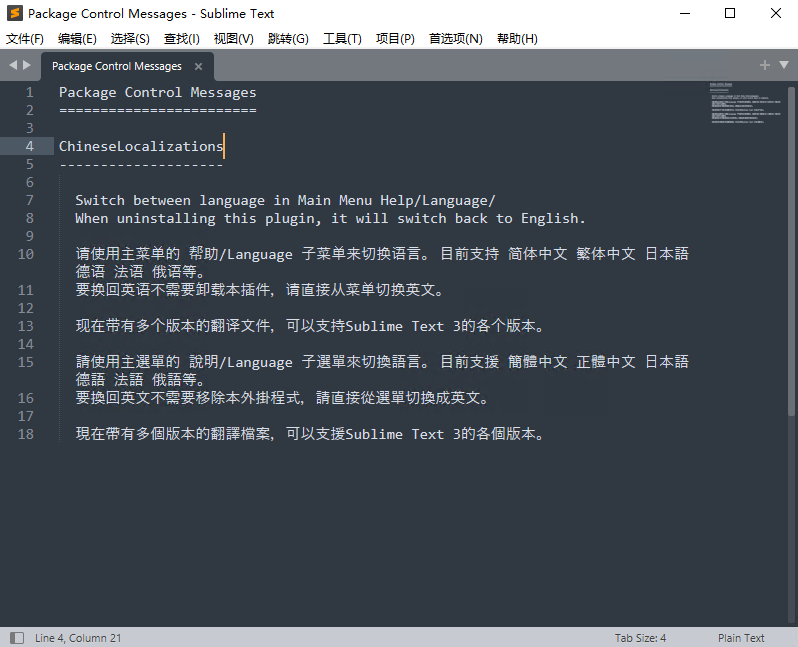 Package Control Messages - Sublime Text
文件(F) 编辑(E) 选择(S) 查找(I) 视图(V) 跳转(G) 工具(T) 项目(P) 首选项(N) 帮助(H)
Package Control Messages
1 Package Control Messages
2 ========================
3
4 ChineseLocalizations
5 --------------------
6
7 Switch between language in Main Menu Help/Language/
8 When uninstalling this plugin, it will switch back to English.
9
10 请使用主菜单的 帮助/Language 子菜单来切换语言。 目前支持 简体中文 繁体中文 日本語
德语 法语 俄语等。
11 要换回英语不需要卸载本插件, 请直接从菜单切换英文。
12
13 现在带有多个版本的翻译文件, 可以支持Sublime Text 3的各个版本。
14
15 請使用主選單的 說明/Language 子選單來切換語言。 目前支援 簡體中文 正體中文 日本語
德語 法語 俄語等。
16 要換回英文不需要移除本外掛程式, 請直接從選單切換成英文。
17
18 現在帶有多個版本的翻譯檔案, 可以支援Sublime Text 3的各個版本。
Line 4, Column 21 Tab Size: 4 Plain Text